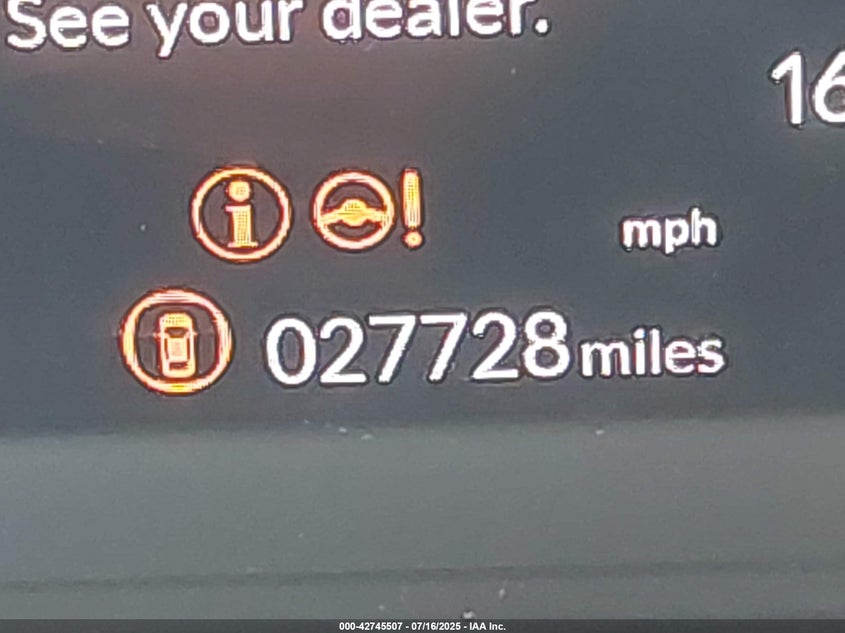 See your dealer.
16
mph
027728 miles
000-42745507 - 07/16/2025 - IAA Inc.